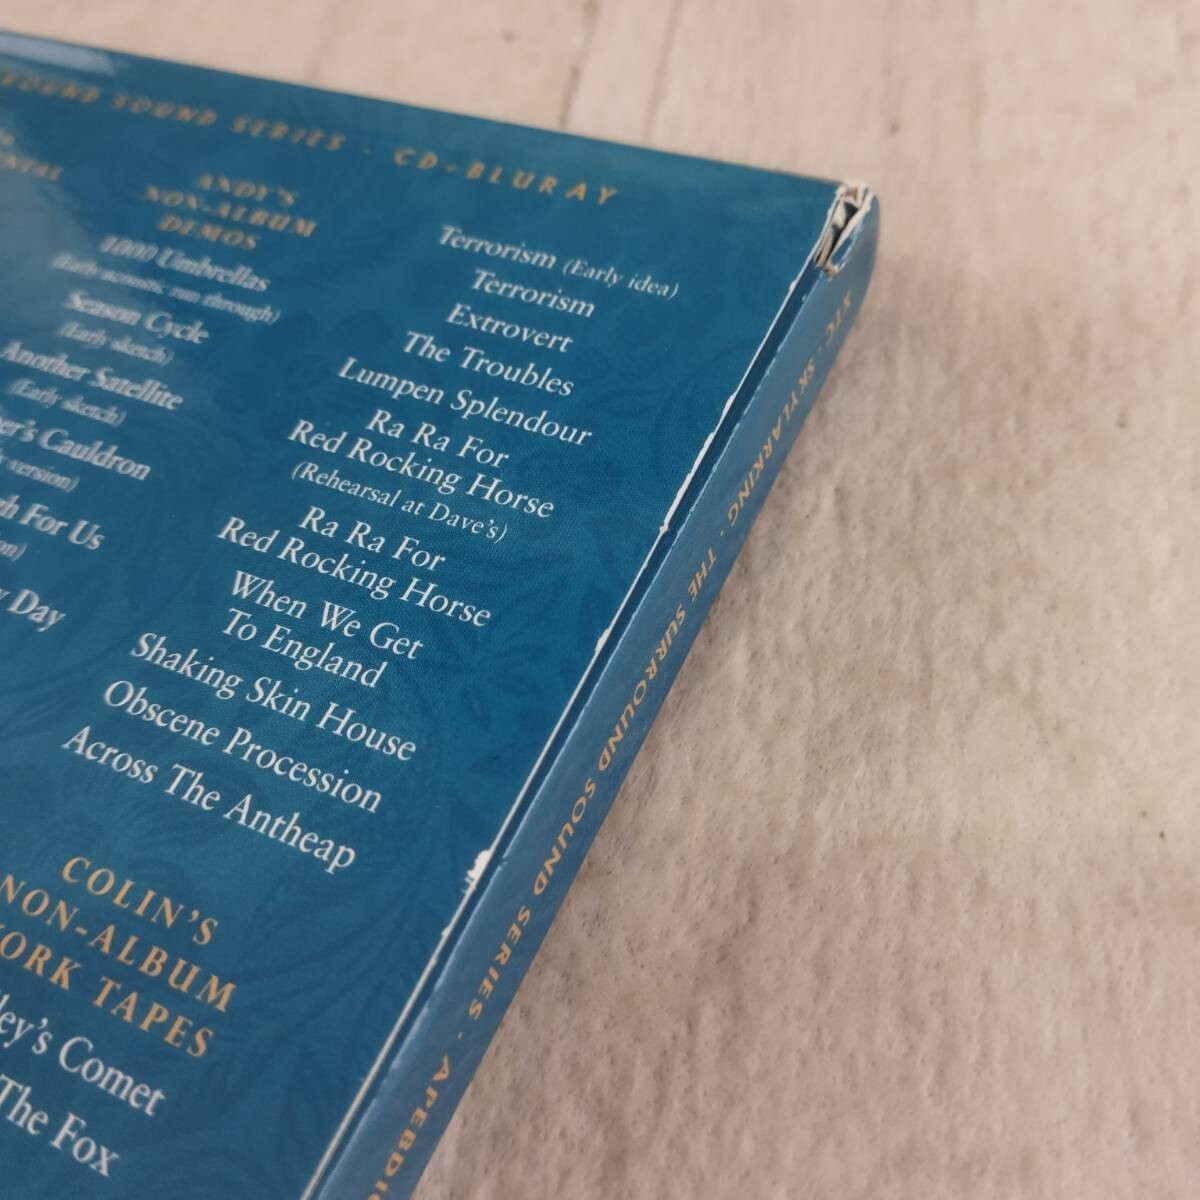 SOUND SERIES · CD+BLURAY
ANDY'S
NON-ALBUM
DEMOS
1,000 Umbrellas
(Early acoustic run through)
Season Cycle
(Early sketch)
Another Satellite
(Early sketch)
Cauldron
version)
For Us
Day
Terrorism (Early idea)
Terrorism
Extrovert
The Troubles
Lumpen Splendour
Ra Ra For
Red Rocking Horse
(Rehearsal at Dave's)
Ra Ra For
Red Rocking Horse
When We Get
To England
Shaking Skin House
Obscene Procession
Across The Antheap
COLIN'S
NON-ALBUM
WORK TAPES
Comet
The Fox
XTC · SKYLARKING · THE SURROUND SOUND SERIES · APEBD10